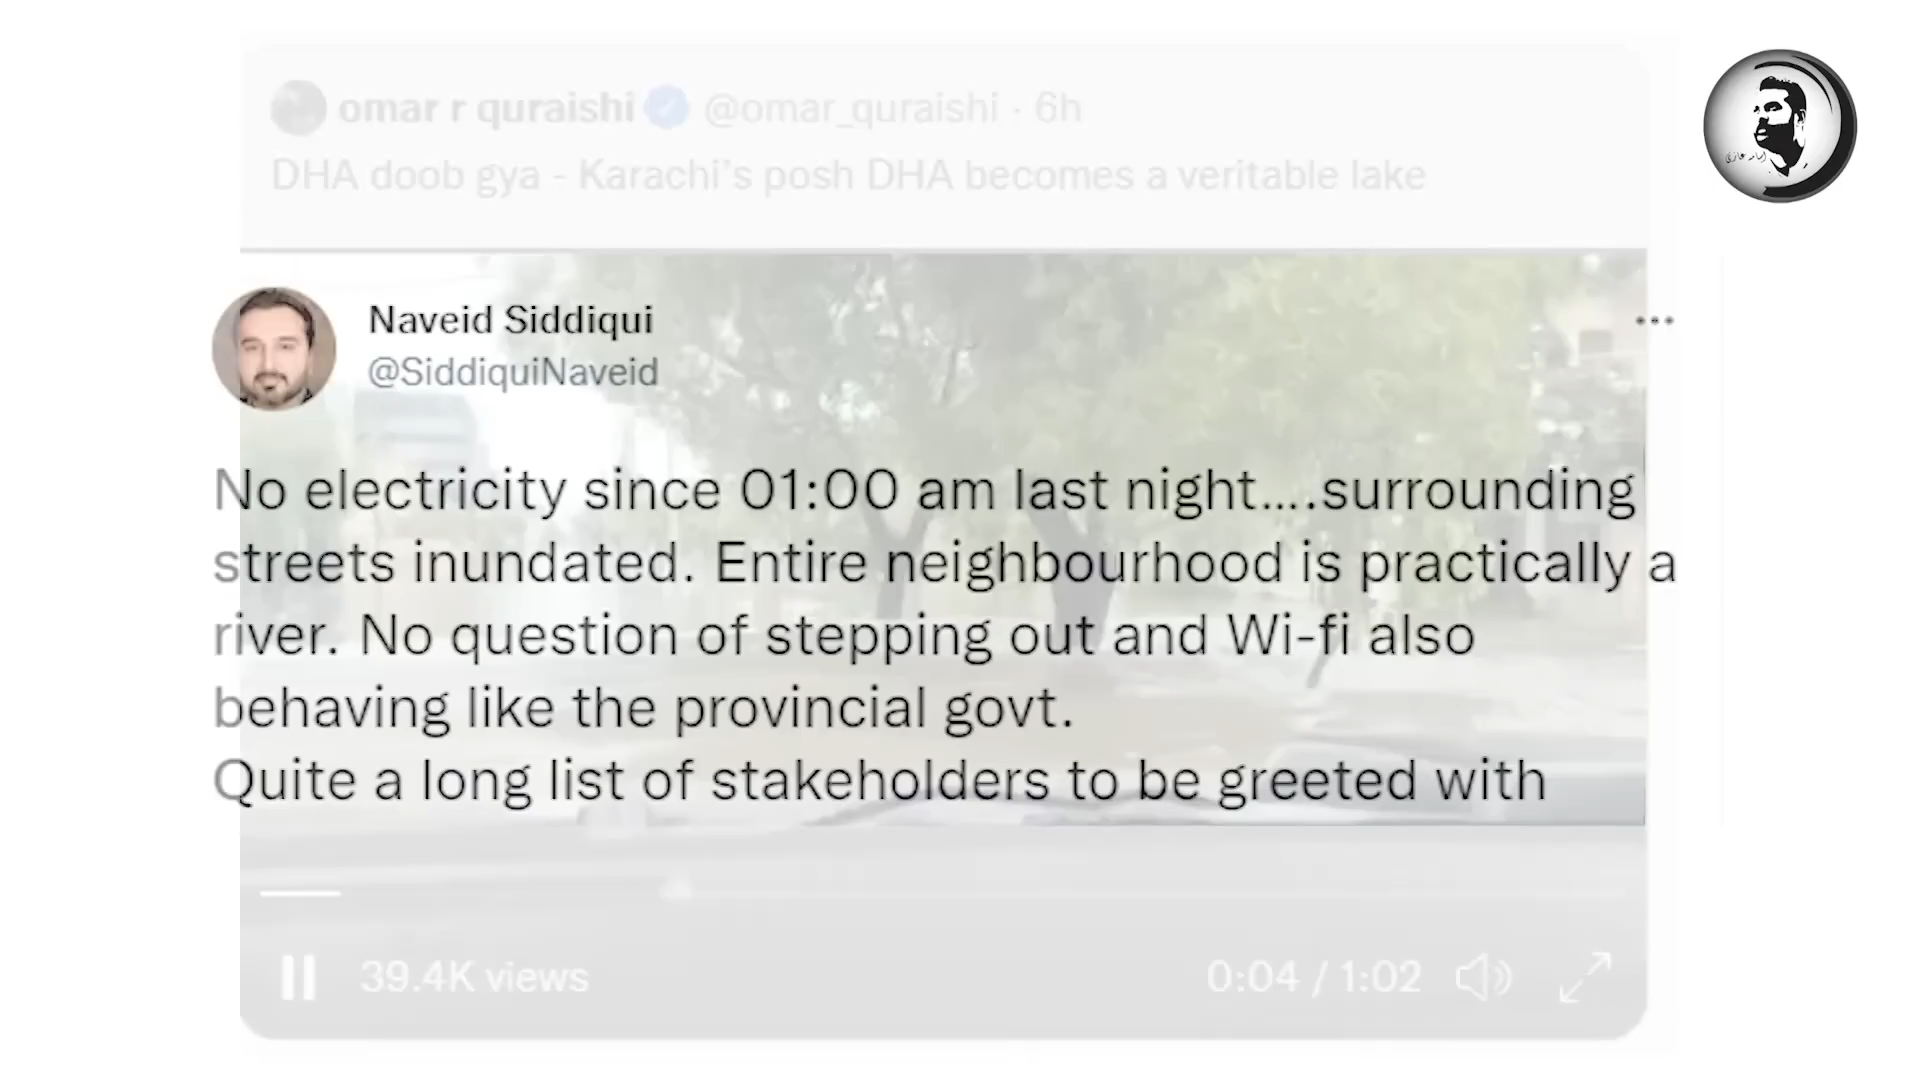 omar r quraishi @omar_quraishi · 6h
DHA doob gya - Karachi's posh DHA becomes a veritable lake
Naveid Siddiqui
@SiddiquiNaveid
No electricity since 01:00 am last night....surrounding
streets inundated. Entire neighbourhood is practically a
river. No question of stepping out and Wi-fi also
behaving like the provincial govt.
Quite a long list of stakeholders to be greeted with
39.4K views
0:04 / 1:02